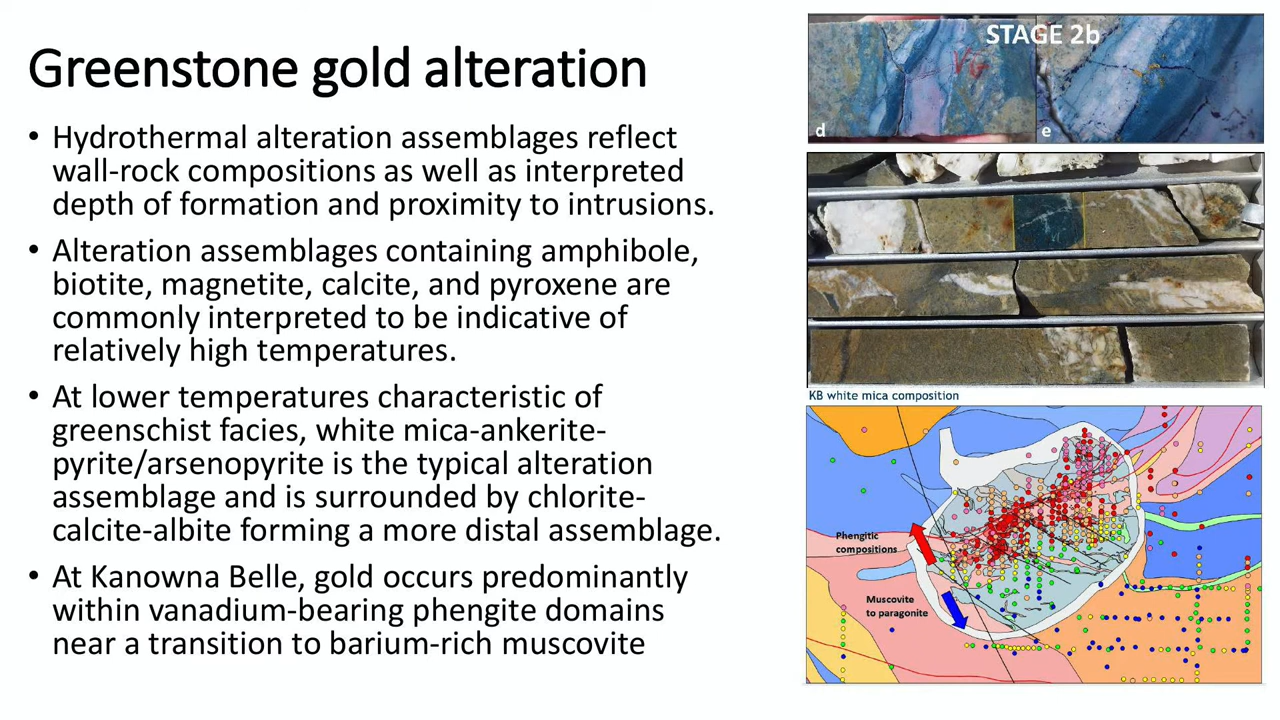 Greenstone gold alteration
• Hydrothermal alteration assemblages reflect
wall-rock compositions as well as interpreted
depth of formation and proximity to intrusions.
• Alteration assemblages containing amphibole,
biotite, magnetite, calcite, and pyroxene are
commonly interpreted to be indicative of
relatively high temperatures.
• At lower temperatures characteristic of
greenschist facies, white mica-ankerite-
pyrite/arsenopyrite is the typical alteration
assemblage and is surrounded by chlorite-
calcite-albite forming a more distal assemblage.
• At Kanowna Belle, gold occurs predominantly
within vanadium-bearing phengite domains
near a transition to barium-rich muscovite
STAGE 2b
VG
d
e
KB white mica composition
Phengitic
compositions
Muscovite
to paragonite